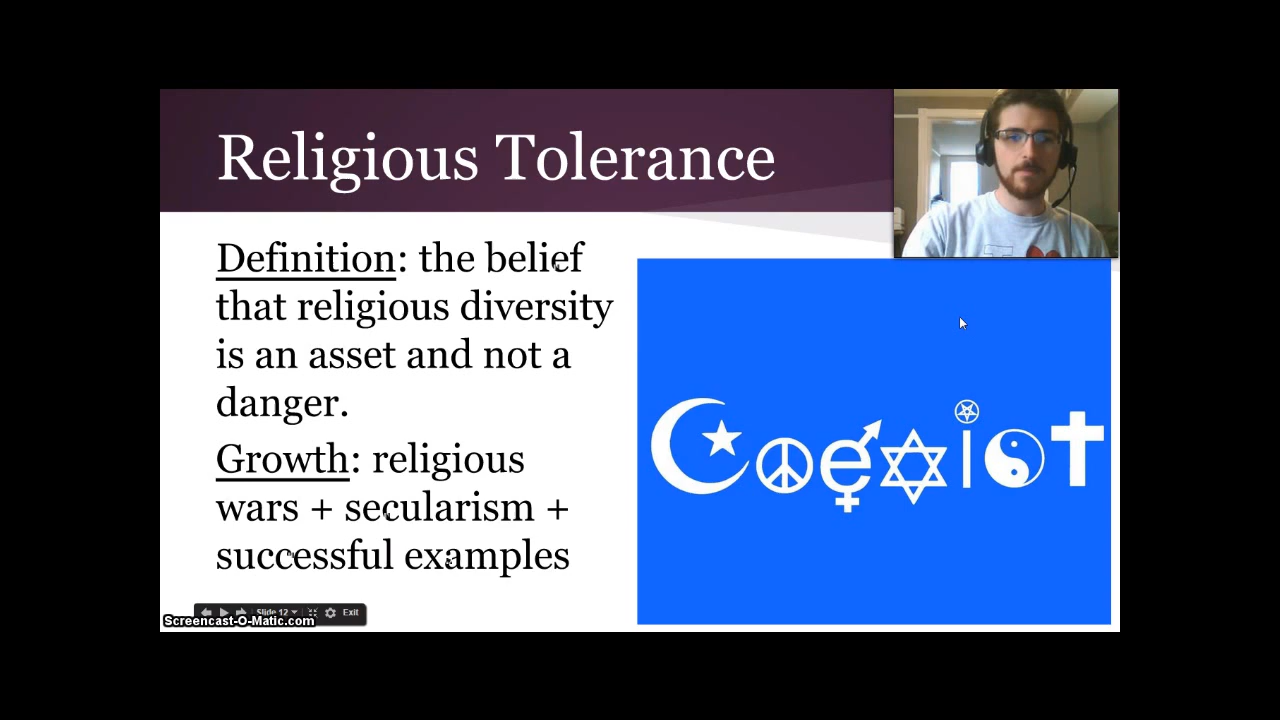 Religious Tolerance
Definition: the belief
that religious diversity
is an asset and not a
danger.
Growth: religious
wars + secularism +
successful examples
Coexist
Slide 12
Exit
Screencast-O-Matic.com